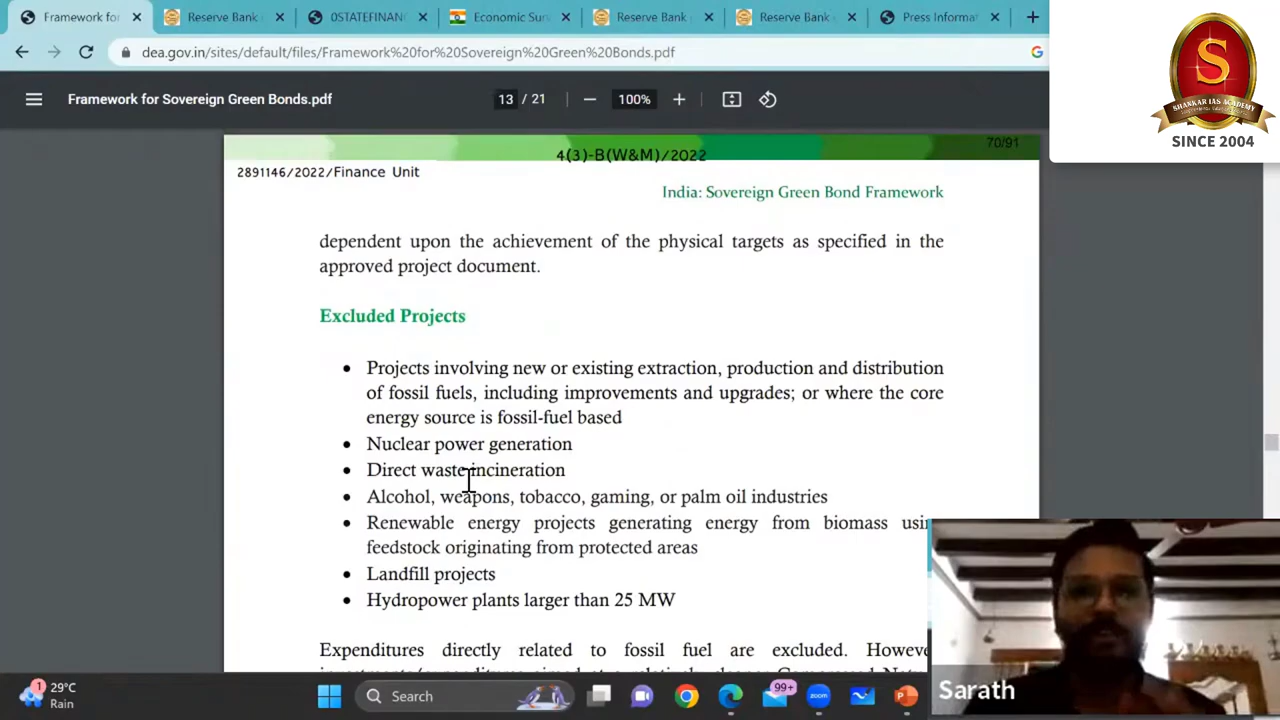 Framework for
Reserve Bank
0STATEFINAN
Economic Sur
Reserve Bank
Reserve Bank
Press Informat
dea.gov.in/sites/default/files/Framework%20for%20Sovereign%20Green%20Bonds.pdf
Framework for Sovereign Green Bonds.pdf
13 / 21
100%
S
SHANKAR IAS ACADEMY
SINCE 2004
4(3)-B(W&M)/2022
70/91
2891146/2022/Finance Unit
India: Sovereign Green Bond Framework
dependent upon the achievement of the physical targets as specified in the
approved project document.
Excluded Projects
• Projects involving new or existing extraction, production and distribution
of fossil fuels, including improvements and upgrades; or where the core
energy source is fossil-fuel based
• Nuclear power generation
• Direct waste incineration
• Alcohol, weapons, tobacco, gaming, or palm oil industries
• Renewable energy projects generating energy from biomass usin
feedstock originating from protected areas
• Landfill projects
• Hydropower plants larger than 25 MW
Expenditures directly related to fossil fuel are excluded. Howeve
Sarath
1
29°C
Rain
Search
99+
zoom